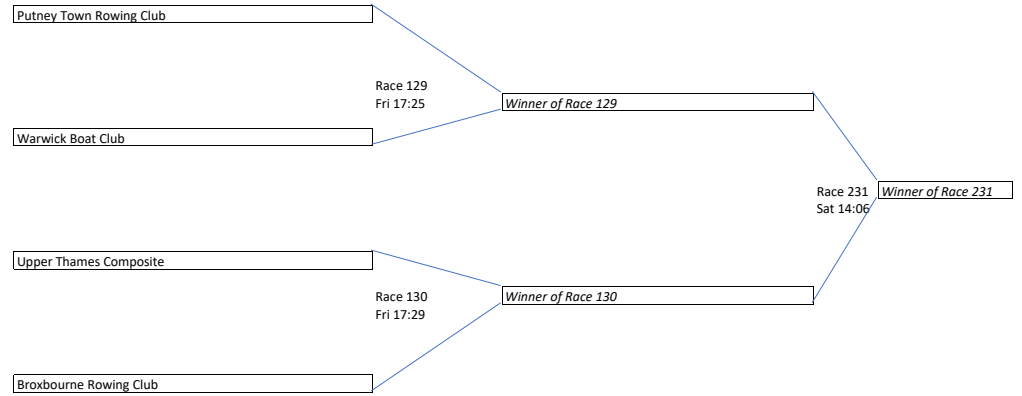 Putney Town Rowing Club
Race 129
Fri 17:25
Winner of Race 129
Warwick Boat Club
Race 231
Sat 14:06
Winner of Race 231
Upper Thames Composite
Race 130
Fri 17:29
Winner of Race 130
Broxbourne Rowing Club